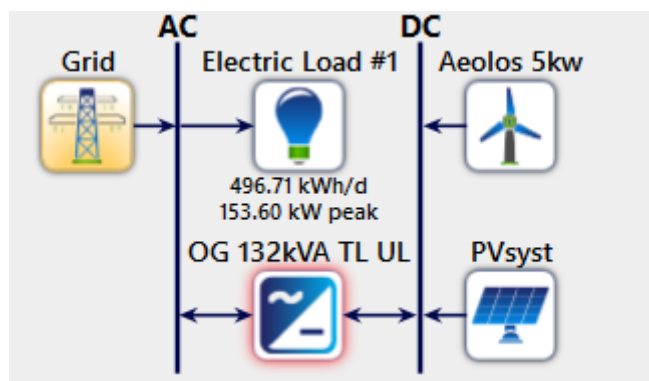 AC
DC
Grid
Electric Load #1
Aeolos 5kw
496.71 kWh/d
153.60 kW peak
OG 132kVA TL UL
PVsyst